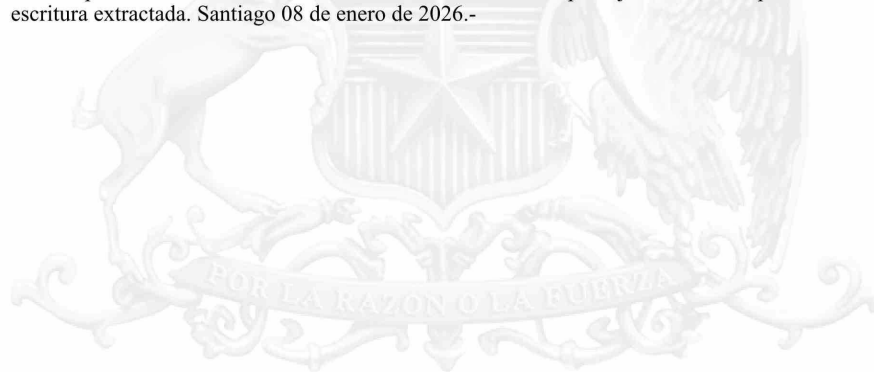 escritura extractada. Santiago 08 de enero de 2026.-
POR LA RAZON O LA FUERZA